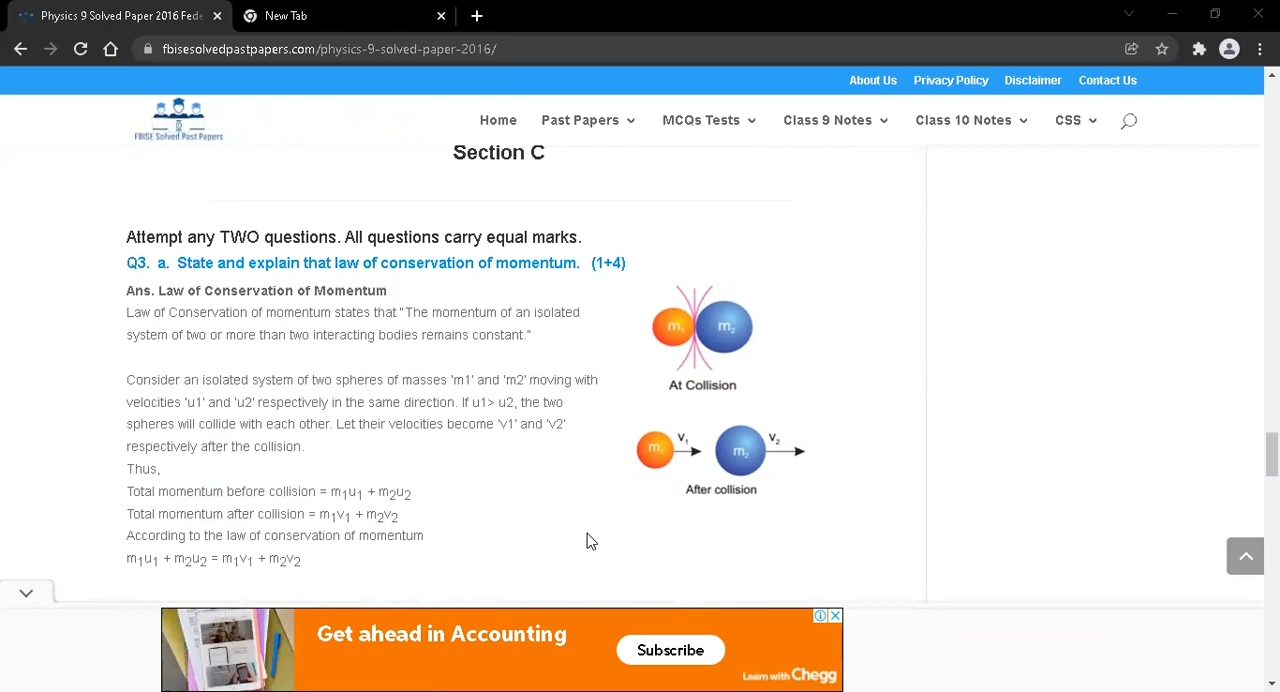 Physics 9 Solved Paper 2016 Fede
New Tab
fbisesolvedpastpapers.com/physics-9-solved-paper-2016/
About Us Privacy Policy Disclaimer Contact Us
FBISE Solved Past Papers
Home Past Papers MCQs Tests Class 9 Notes Class 10 Notes CSS
Section C
Attempt any TWO questions. All questions carry equal marks.
Q3. a. State and explain that law of conservation of momentum. (1+4)
Ans. Law of Conservation of Momentum
Law of Conservation of momentum states that "The momentum of an isolated
system of two or more than two interacting bodies remains constant."
Consider an isolated system of two spheres of masses 'm1' and 'm2' moving with
velocities 'u1' and 'u2' respectively in the same direction. If u1> u2, the two
spheres will collide with each other. Let their velocities become 'v1' and 'v2'
respectively after the collision.
Thus,
Total momentum before collision = m₁u₁ + m₂u₂
Total momentum after collision = m₁v₁ + m₂v₂
According to the law of conservation of momentum
m₁u₁ + m₂u₂ = m₁v₁ + m₂v₂
m₁ m₂
At Collision
m₁ V₁ m₂ V₂
After collision
Get ahead in Accounting
Subscribe
Learn with Chegg